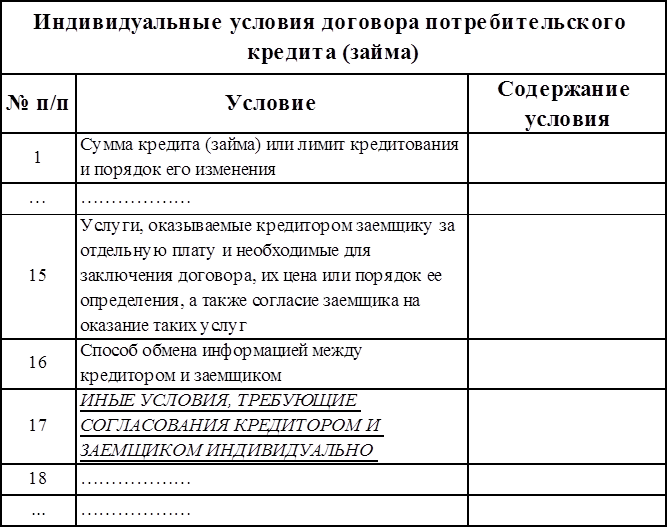 Индивидуальные условия договора потребительского
кредита (займа)
№ п/п
Условие
Содержание
условия
1
Сумма кредита (займа) или лимит кредитования
и порядок его изменения
…
………………
15
Услуги, оказываемые кредитором заемщику за
отдельную плату и необходимые для
заключения договора, их цена или порядок ее
определения, а также согласие заемщика на
оказание таких услуг
16
Способ обмена информацией между
кредитором и заемщиком
17
ИНЫЕ УСЛОВИЯ, ТРЕБУЮЩИЕ
СОГЛАСОВАНИЯ КРЕДИТОРОМ И
ЗАЕМЩИКОМ ИНДИВИДУАЛЬНО
18
………………
...
………………